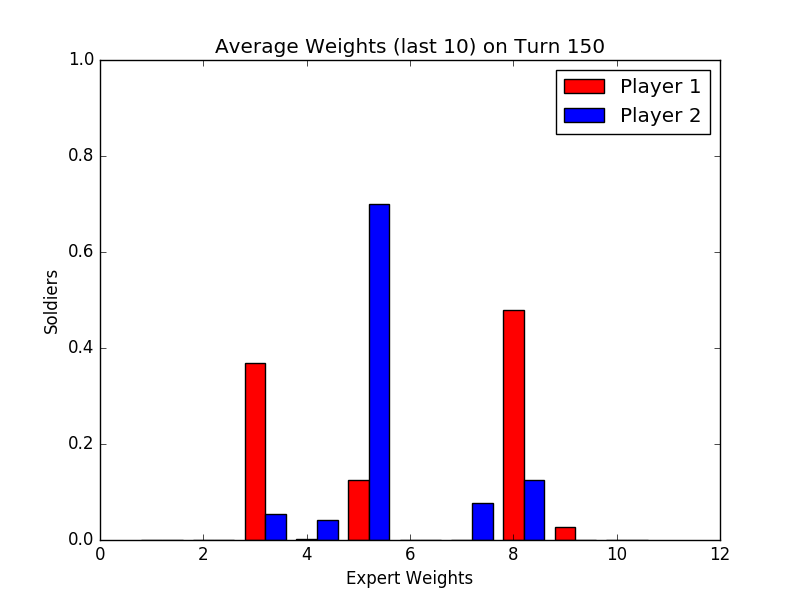 Average Weights (last 10) on Turn 150
Player 1
Player 2
1.0
0.8
0.6
0.4
0.2
0.0
Soldiers
0 2 4 6 8 10 12
Expert Weights